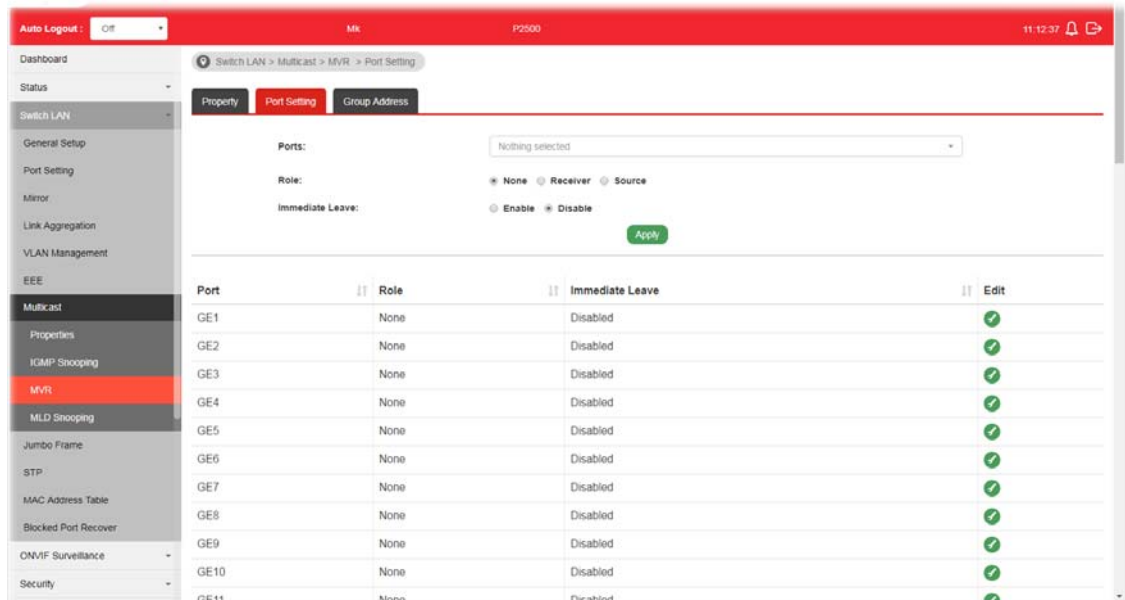 Auto Logout : Off Mk P2500 11:12:37
Dashboard
Status
Switch LAN
General Setup
Port Setting
Mirror
Link Aggregation
VLAN Management
EEE
Multicast
Properties
IGMP Snooping
MVR
MLD Snooping
Jumbo Frame
STP
MAC Address Table
Blocked Port Recover
ONVIF Surveillance
Security
Switch LAN > Multicast > MVR > Port Setting
Property Port Setting Group Address
Ports: Nothing selected
Role: None Receiver Source
Immediate Leave: Enable Disable
Apply
Port Role Immediate Leave Edit
GE1 None Disabled
GE2 None Disabled
GE3 None Disabled
GE4 None Disabled
GE5 None Disabled
GE6 None Disabled
GE7 None Disabled
GE8 None Disabled
GE9 None Disabled
GE10 None Disabled
GE11 None Disabled